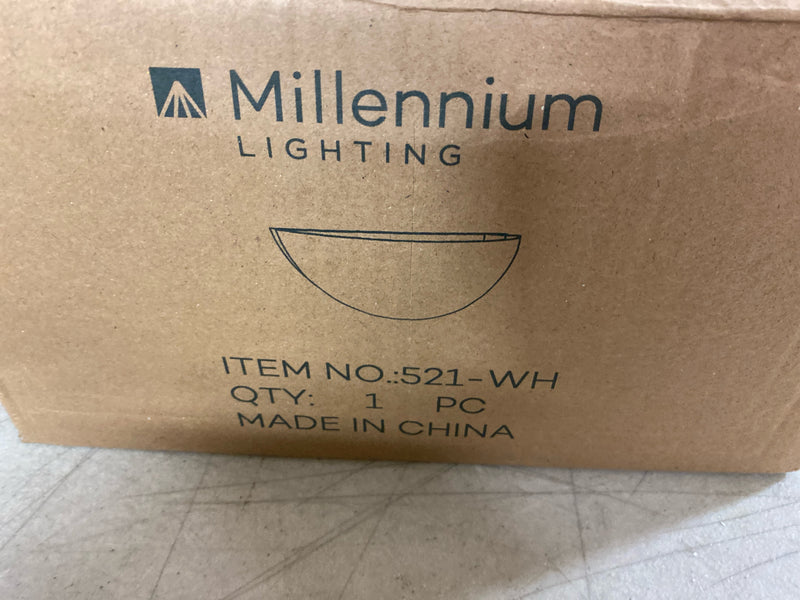 Millennium
LIGHTING
ITEM NO.:521-WH
QTY: 1 PC
MADE IN CHINA